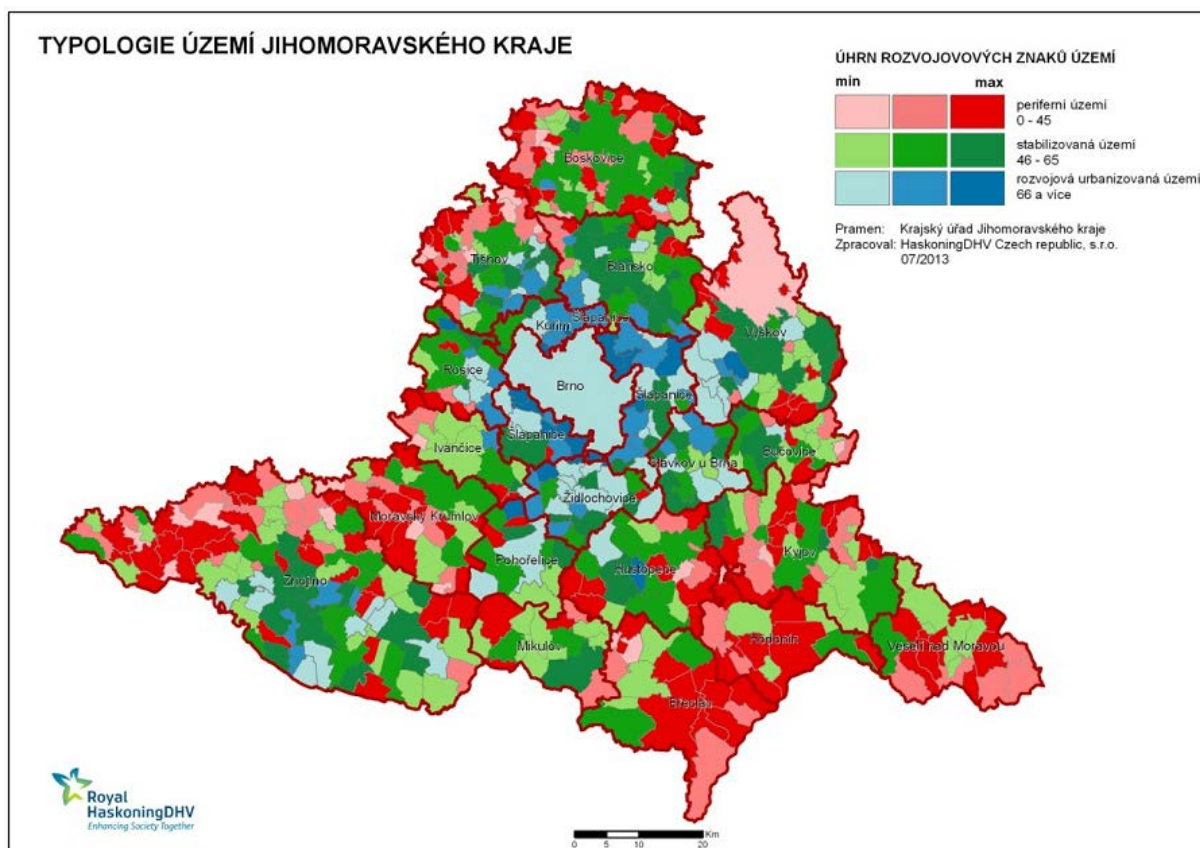 TYPOLOGIE ÚZEMÍ JIHOMORAVSKÉHO KRAJE
ÚHRN ROZVOJOVOVÝCH ZNAKŮ ÚZEMÍ
min max
periferní území
0 - 45
stabilizovaná území
46 - 65
rozvojová urbanizovaná území
66 a více
Pramen: Krajský úřad Jihomoravského kraje
Zpracoval: HaskoningDHV Czech republic, s.r.o.
07/2013
Boskovice
Tišnov
Blansko
Kuřim
Šlapanice
Vyškov
Rosice
Brno
Šlapanice
Ivančice
Šlapanice
Slavkov u Brna
Bučovice
Židlochovice
Moravský Krumlov
Pohořelice
Hustopeče
Kyjov
Znojmo
Mikulov
Hodonín
Veselí nad Moravou
Břeclav
Royal
HaskoningDHV
Enhancing Society Together
Km
0 5 10 20